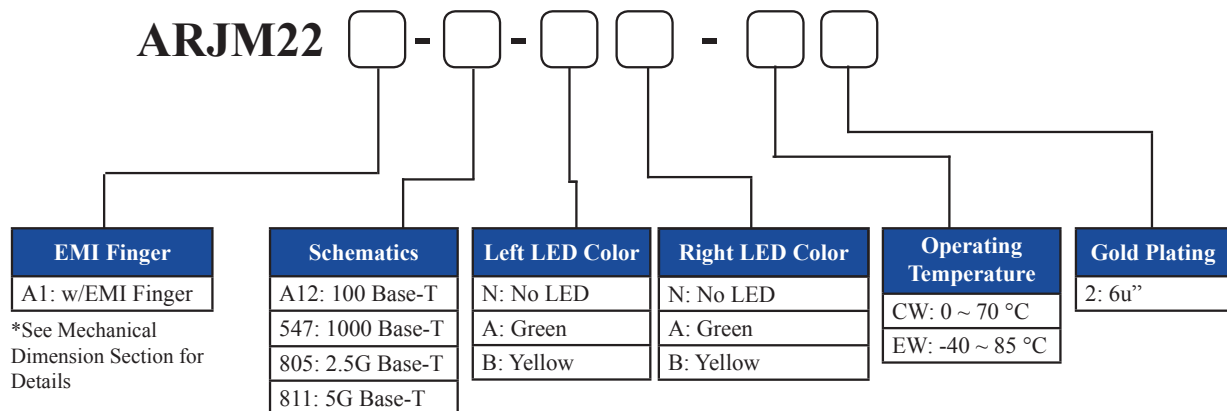 ARJM22 - - -
EMI Finger
A1: w/EMI Finger
*See Mechanical
Dimension Section for
Details
Schematics
A12: 100 Base-T
547: 1000 Base-T
805: 2.5G Base-T
811: 5G Base-T
Left LED Color
N: No LED
A: Green
B: Yellow
Right LED Color
N: No LED
A: Green
B: Yellow
Operating
Temperature
CW: 0 ~ 70 °C
EW: -40 ~ 85 °C
Gold Plating
2: 6u”